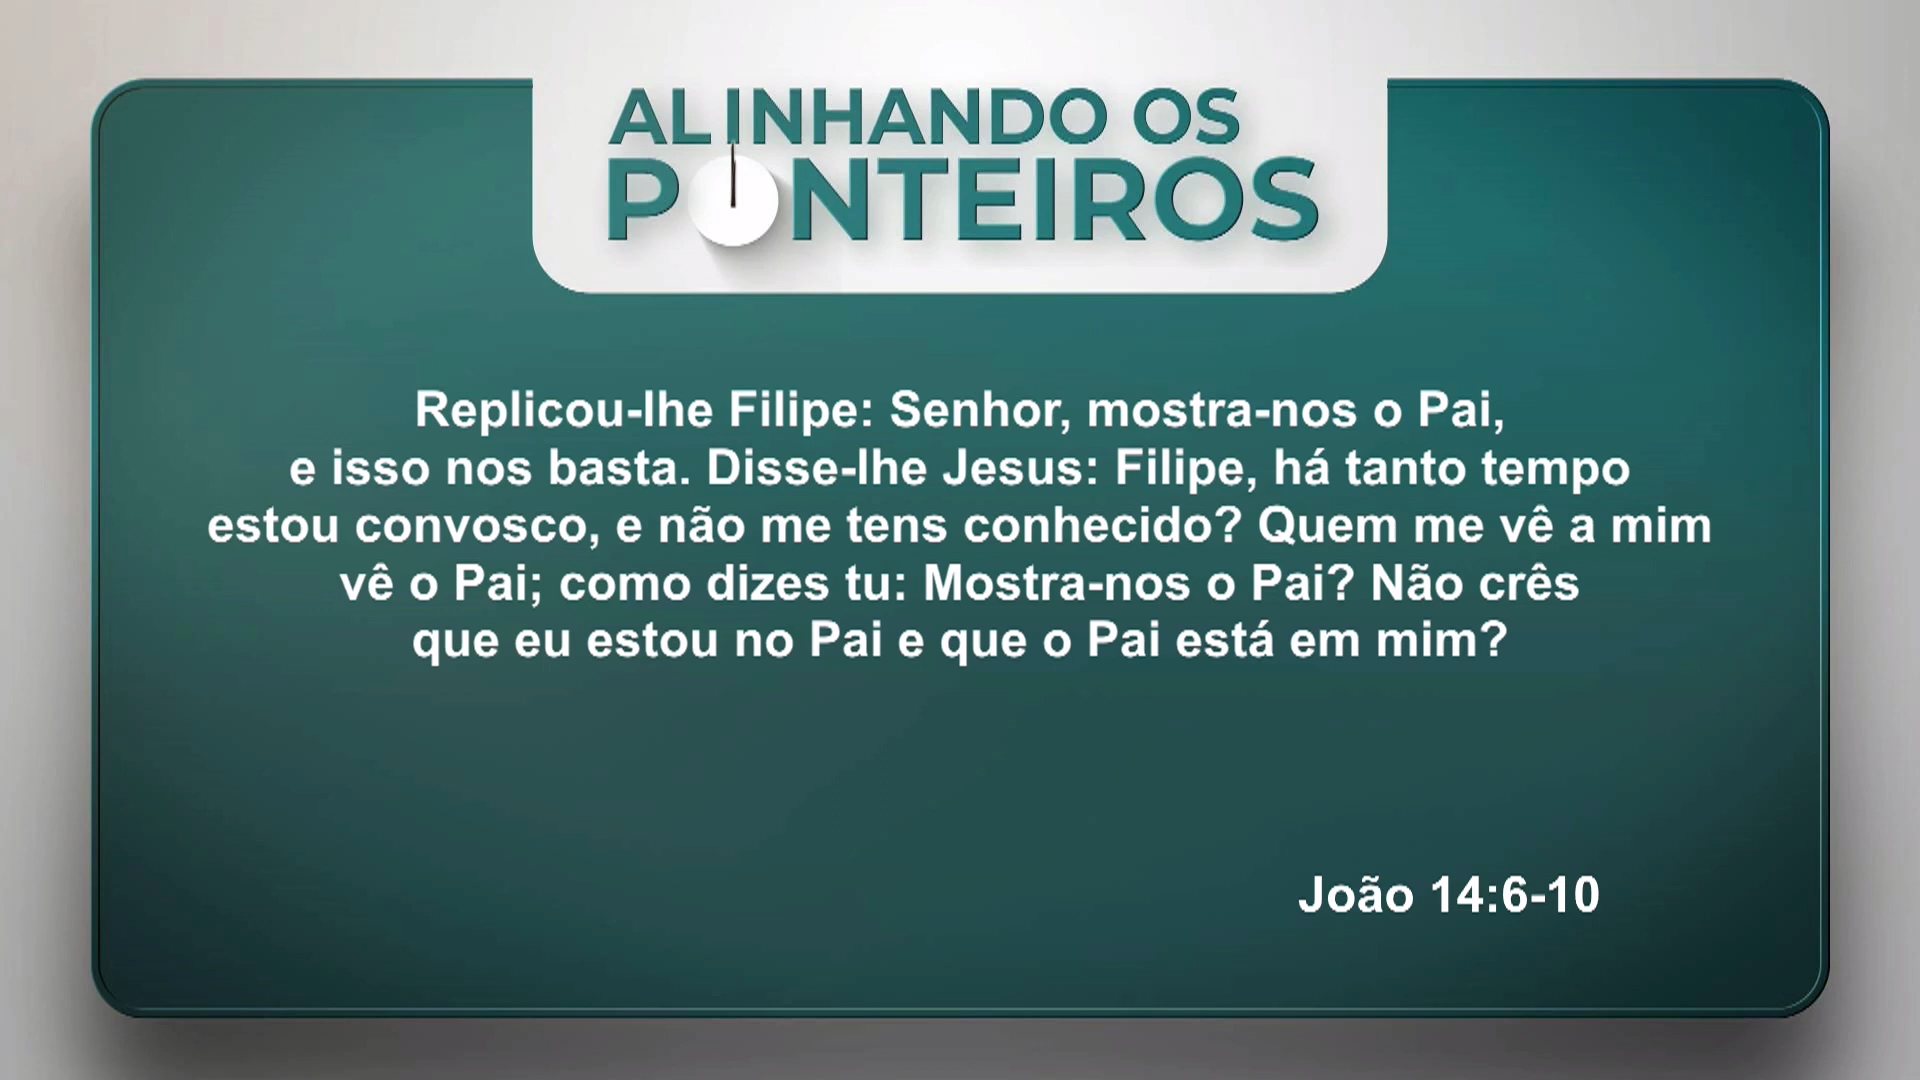 ALINHANDO OS
PONTEIROS
Replicou-lhe Filipe: Senhor, mostra-nos o Pai,
e isso nos basta. Disse-lhe Jesus: Filipe, há tanto tempo
estou convosco, e não me tens conhecido? Quem me vê a mim
vê o Pai; como dizes tu: Mostra-nos o Pai? Não crês
que eu estou no Pai e que o Pai está em mim?
João 14:6-10